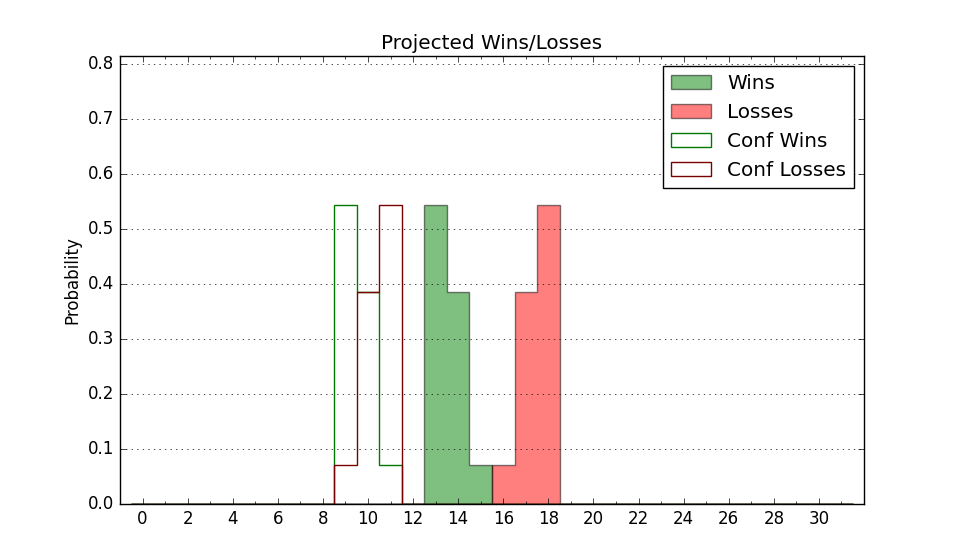 Projected Wins/Losses
0.8
0.7
0.6
0.5
0.4
0.3
0.2
0.1
0.0
Probability
Wins
Losses
Conf Wins
Conf Losses
0 2 4 6 8 10 12 14 16 18 20 22 24 26 28 30